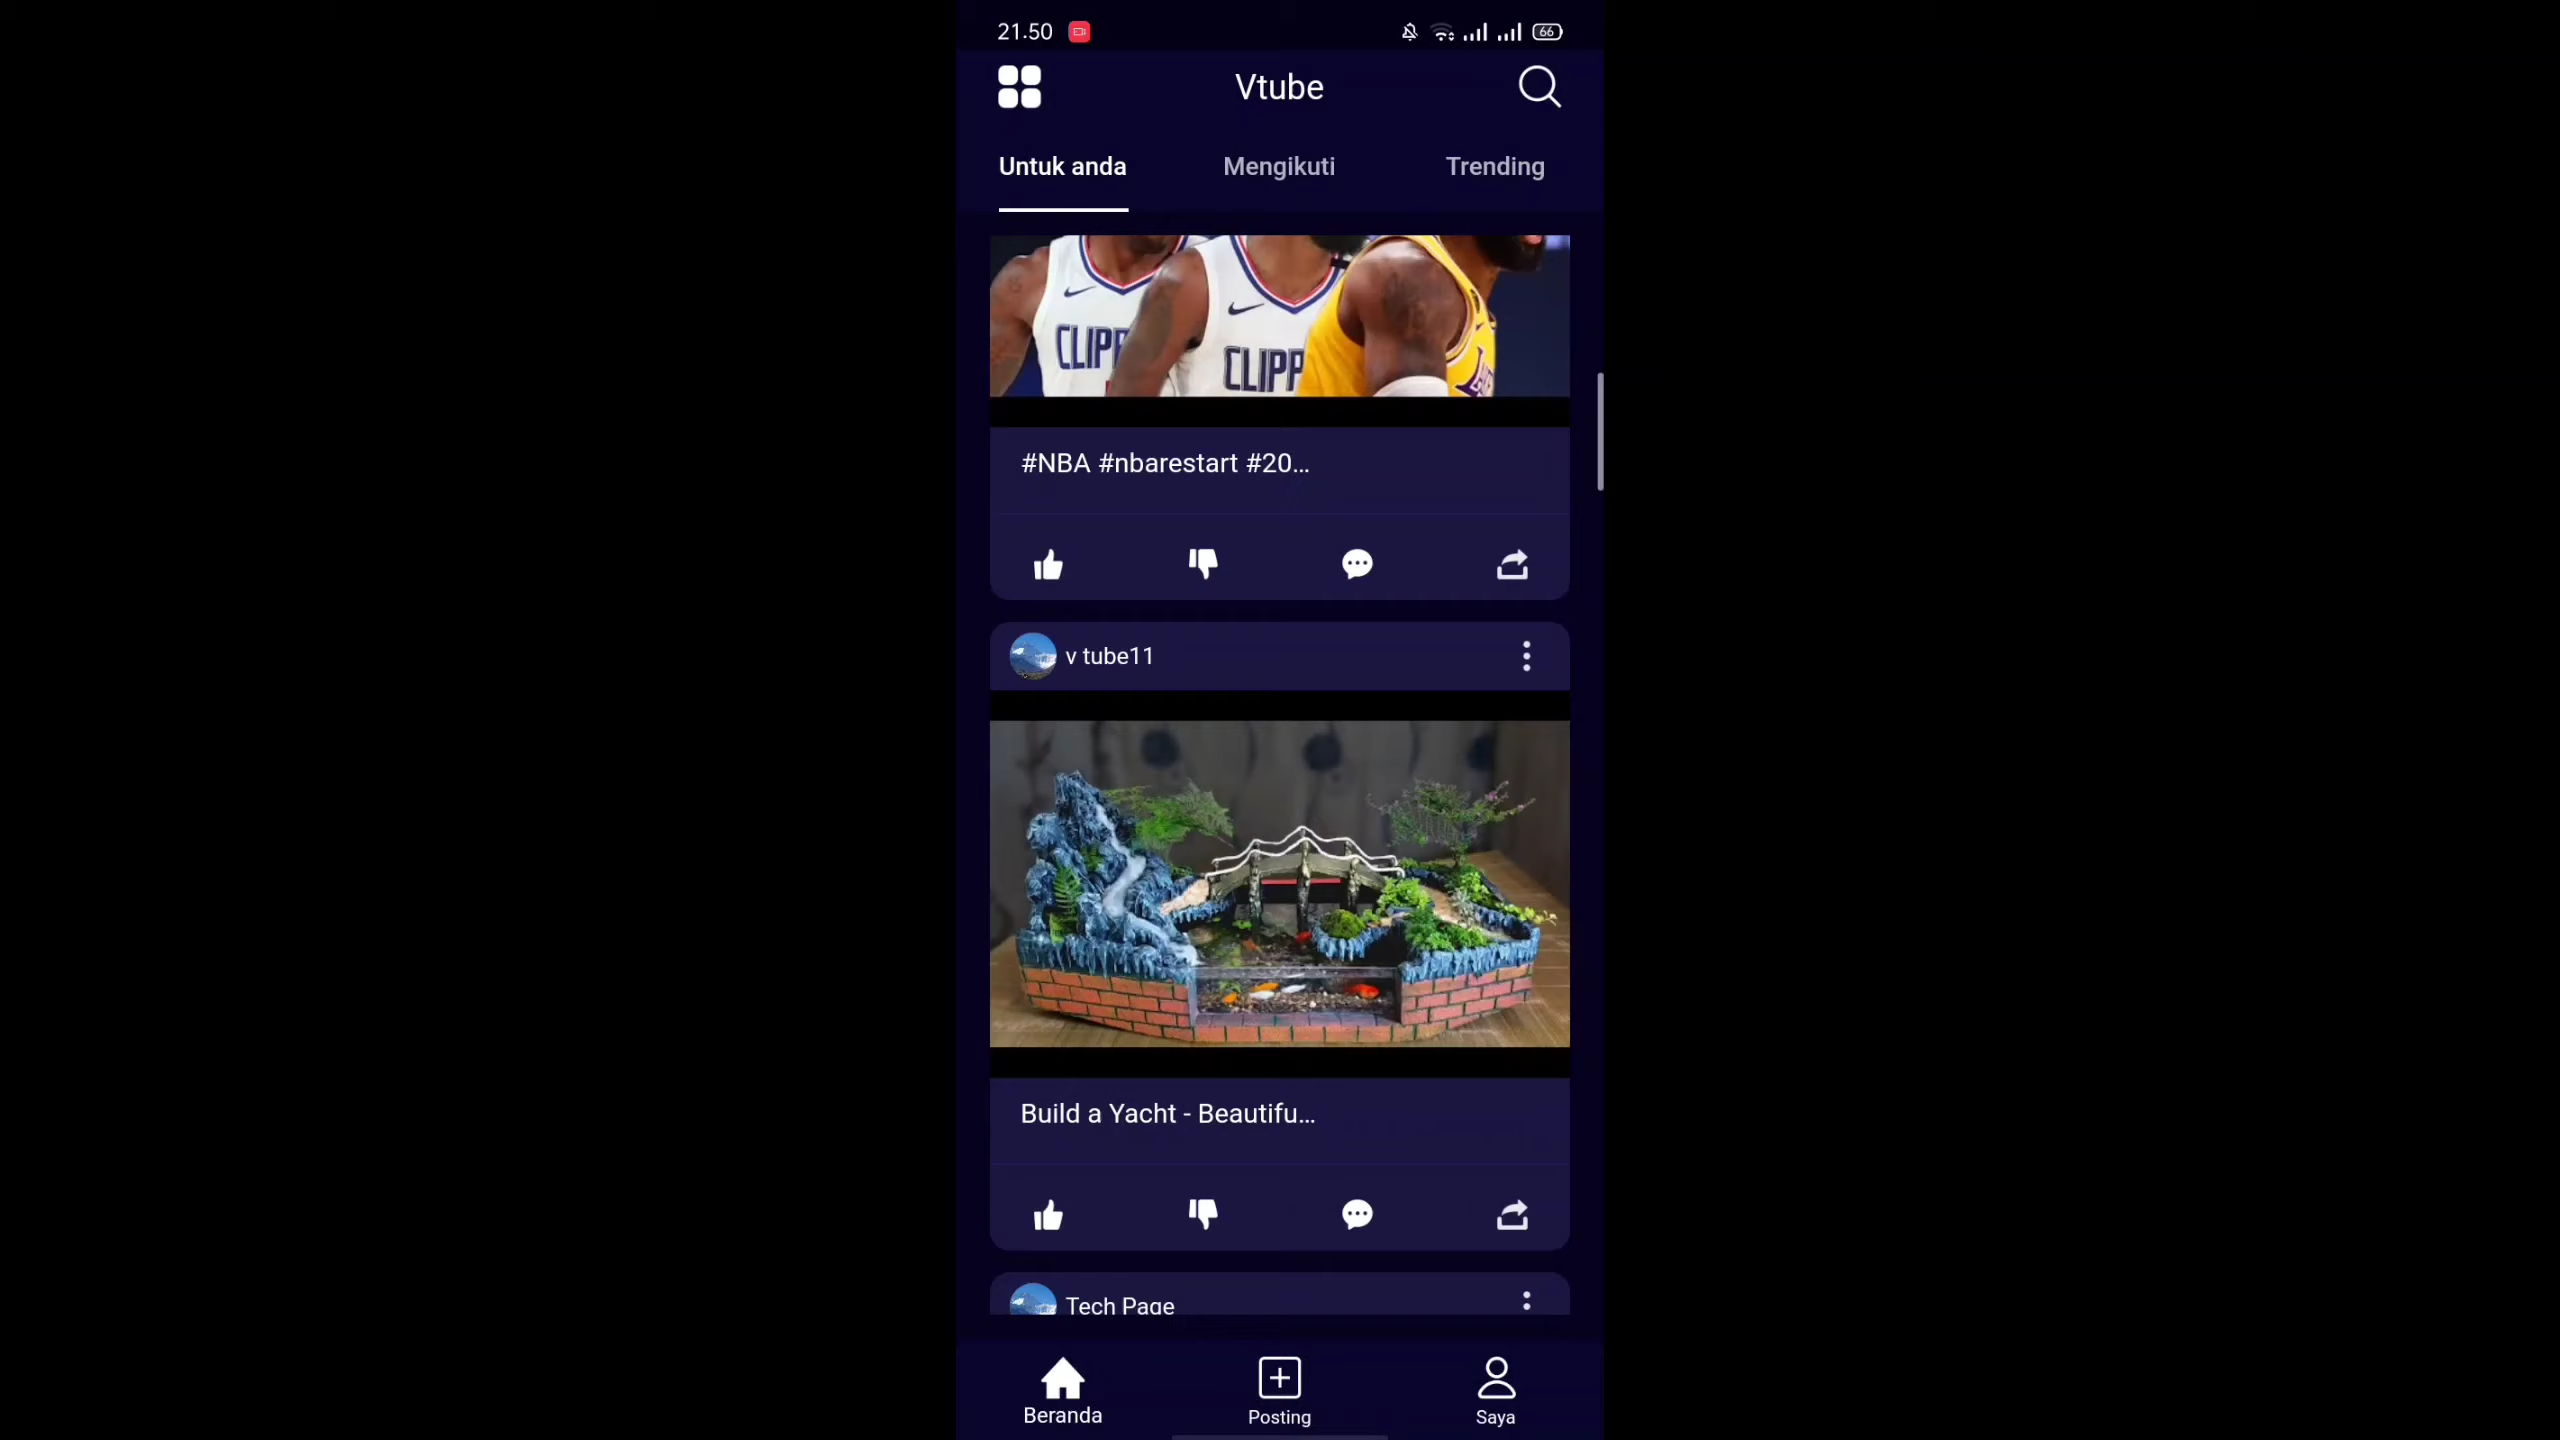 21.50
66
Vtube
Untuk anda
Mengikuti
Trending
CLIPP
CLIPP
#NBA #nbarestart #20...
v tube11
Build a Yacht - Beautifu...
Tech Page
Beranda
Posting
Saya